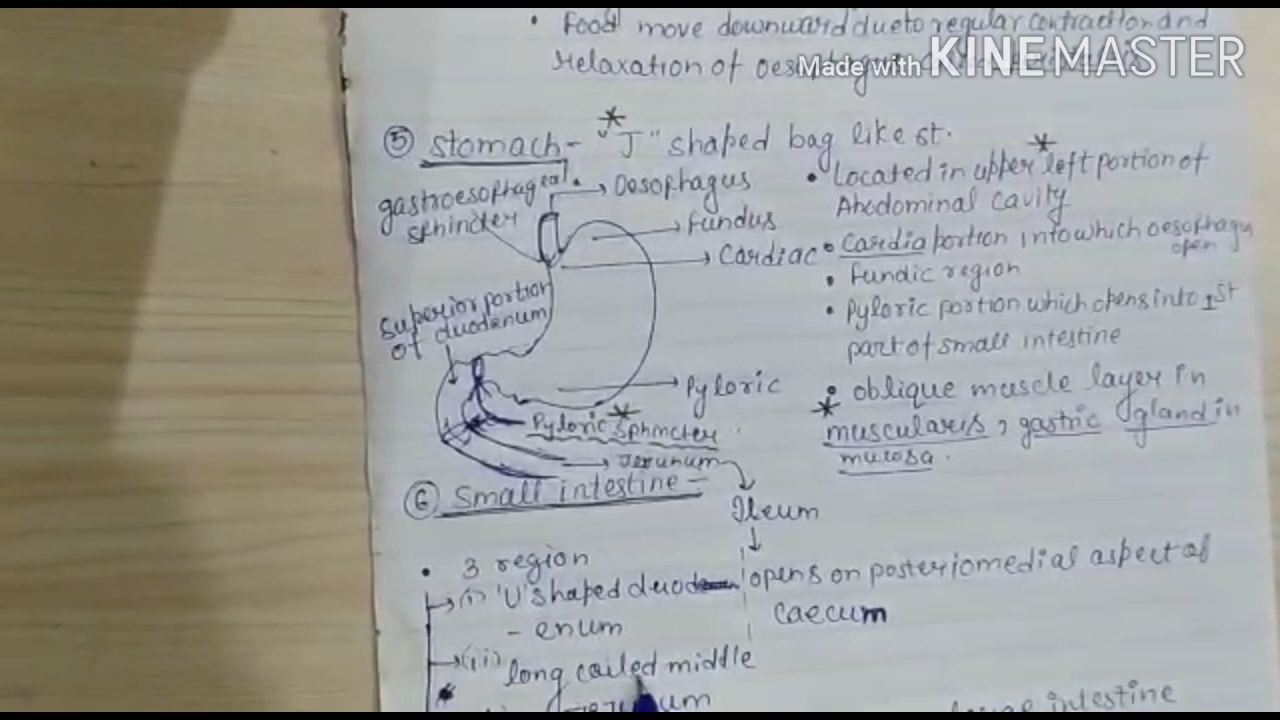 • Food move downward due to regular contraction and
relaxation of
Made with KINEMASTER
⑤ stomach - "J" shaped bag like st.
gastroesophageal
sphincter
Oesophagus
Fundus
Cardiac
superior portion
of duodenum
Pyloric
Pyloric sphincter
Jejunum
Ileum
• Located in upper left portion of
Abdominal cavity
• Cardia portion into which oesophagus
open
• fundic region
• Pyloric portion which opens into 1st
part of small intestine
• oblique muscle layer in
muscularis, gastric gland in
mucosa.
⑥ Small intestine -
• 3 region
(i) 'U' shaped duod
- enum
opens on posteriomedial aspect of
caecum
(ii) long coiled middle
intestine